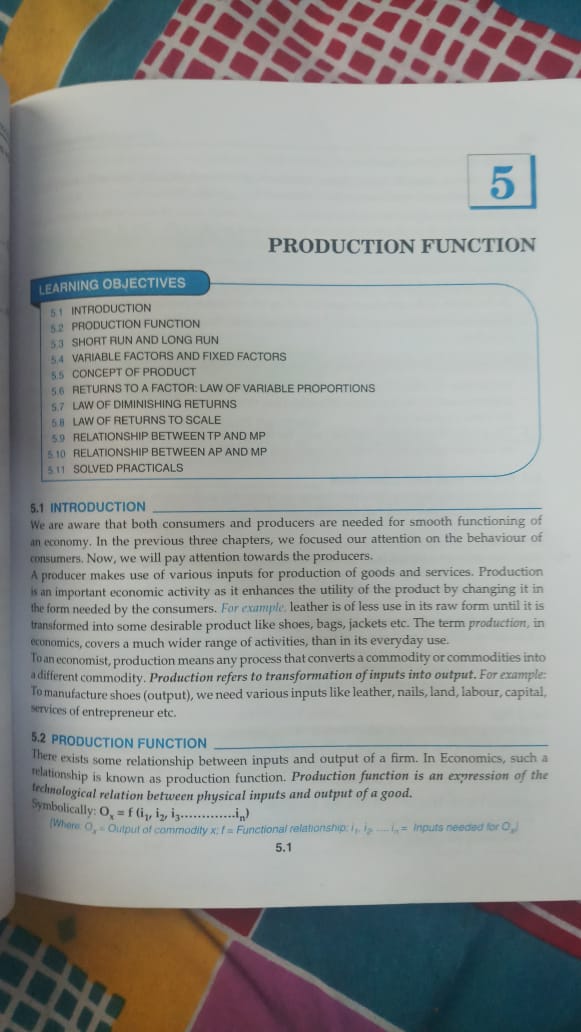 5
PRODUCTION FUNCTION
LEARNING OBJECTIVES
5.1 INTRODUCTION
5.2 PRODUCTION FUNCTION
5.3 SHORT RUN AND LONG RUN
5.4 VARIABLE FACTORS AND FIXED FACTORS
5.5 CONCEPT OF PRODUCT
5.6 RETURNS TO A FACTOR: LAW OF VARIABLE PROPORTIONS
5.7 LAW OF DIMINISHING RETURNS
5.8 LAW OF RETURNS TO SCALE
5.9 RELATIONSHIP BETWEEN TP AND MP
5.10 RELATIONSHIP BETWEEN AP AND MP
5.11 SOLVED PRACTICALS
5.1 INTRODUCTION
We are aware that both consumers and producers are needed for smooth functioning of
an economy. In the previous three chapters, we focused our attention on the behaviour of
consumers. Now, we will pay attention towards the producers.
A producer makes use of various inputs for production of goods and services. Production
is an important economic activity as it enhances the utility of the product by changing it in
the form needed by the consumers. For example, leather is of less use in its raw form until it is
transformed into some desirable product like shoes, bags, jackets etc. The term production, in
economics, covers a much wider range of activities, than in its everyday use.
To an economist, production means any process that converts a commodity or commodities into
a different commodity. Production refers to transformation of inputs into output. For example:
To manufacture shoes (output), we need various inputs like leather, nails, land, labour, capital,
services of entrepreneur etc.
5.2 PRODUCTION FUNCTION
There exists some relationship between inputs and output of a firm. In Economics, such a
relationship is known as production function. Production function is an expression of the
technological relation between physical inputs and output of a good.
Symbolically: Oₓ = f (i₁, i₂, i₃.............iₙ)
{Where: Oₓ = Output of commodity x; f = Functional relationship; i₁, i₂, .... iₙ = Inputs needed for Oₓ}
5.1